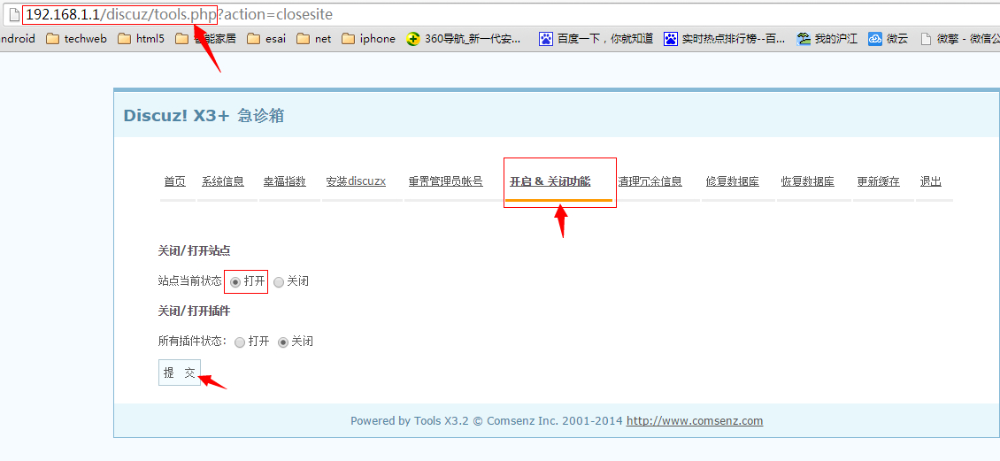 192.168.1.1/discuz/tools.php?action=closesite
ndroid techweb html5 智能家居 esai net iphone 360导航_新一代安... 百度一下，你就知道 实时热点排行榜--百... 我的沪江 微云 微擎 - 微信公
Discuz! X3+ 急诊箱
首页 系统信息 幸福指数 安装discuzx 重置管理员帐号 开启 & 关闭功能 清理冗余信息 修复数据库 恢复数据库 更新缓存 退出
关闭/打开站点
站点当前状态 打开 关闭
关闭/打开插件
所有插件状态: 打开 关闭
提 交
Powered by Tools X3.2 © Comsenz Inc. 2001-2014 http://www.comsenz.com